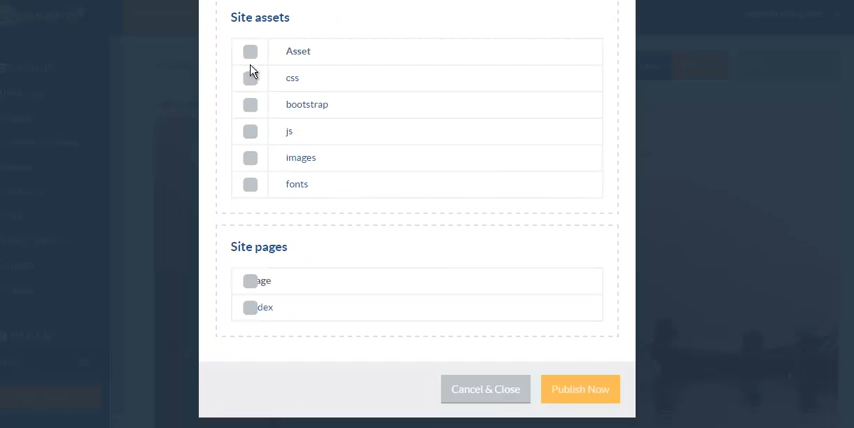 Site assets
Asset
css
bootstrap
js
images
fonts
Site pages
age
dex
Cancel & Close
Publish Now